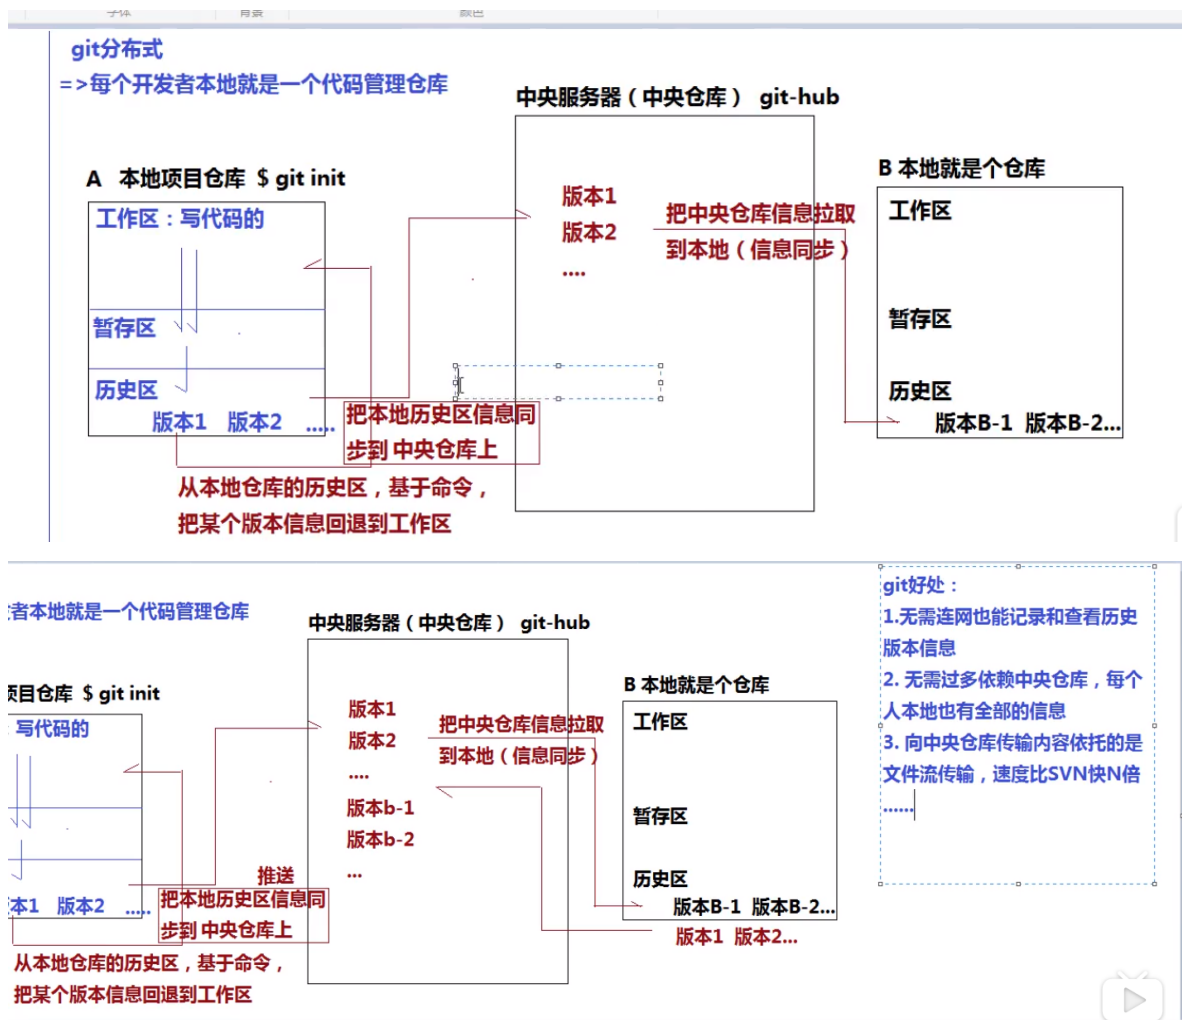 字体
背景
颜色
git分布式
=>每个开发者本地就是一个代码管理仓库
中央服务器（中央仓库） git-hub
A 本地项目仓库 $ git init
B 本地就是个仓库
工作区：写代码的
暂存区
历史区
版本1 版本2 .....
版本1
版本2
....
把中央仓库信息拉取
到本地（信息同步）
工作区
暂存区
历史区
版本B-1 版本B-2...
把本地历史区信息同
步到 中央仓库上
从本地仓库的历史区，基于命令，
把某个版本信息回退到工作区
者本地就是一个代码管理仓库
中央服务器（中央仓库） git-hub
项目仓库 $ git init
B 本地就是个仓库
写代码的
本1 版本2 .....
版本1
版本2
....
版本b-1
版本b-2
...
把中央仓库信息拉取
到本地（信息同步）
工作区
暂存区
历史区
版本B-1 版本B-2...
版本1 版本2...
推送
把本地历史区信息同
步到 中央仓库上
从本地仓库的历史区，基于命令，
把某个版本信息回退到工作区
git好处：
1.无需连网也能记录和查看历史
版本信息
2. 无需过多依赖中央仓库，每个
人本地也有全部的信息
3. 向中央仓库传输内容依托的是
文件流传输，速度比SVN快N倍
......